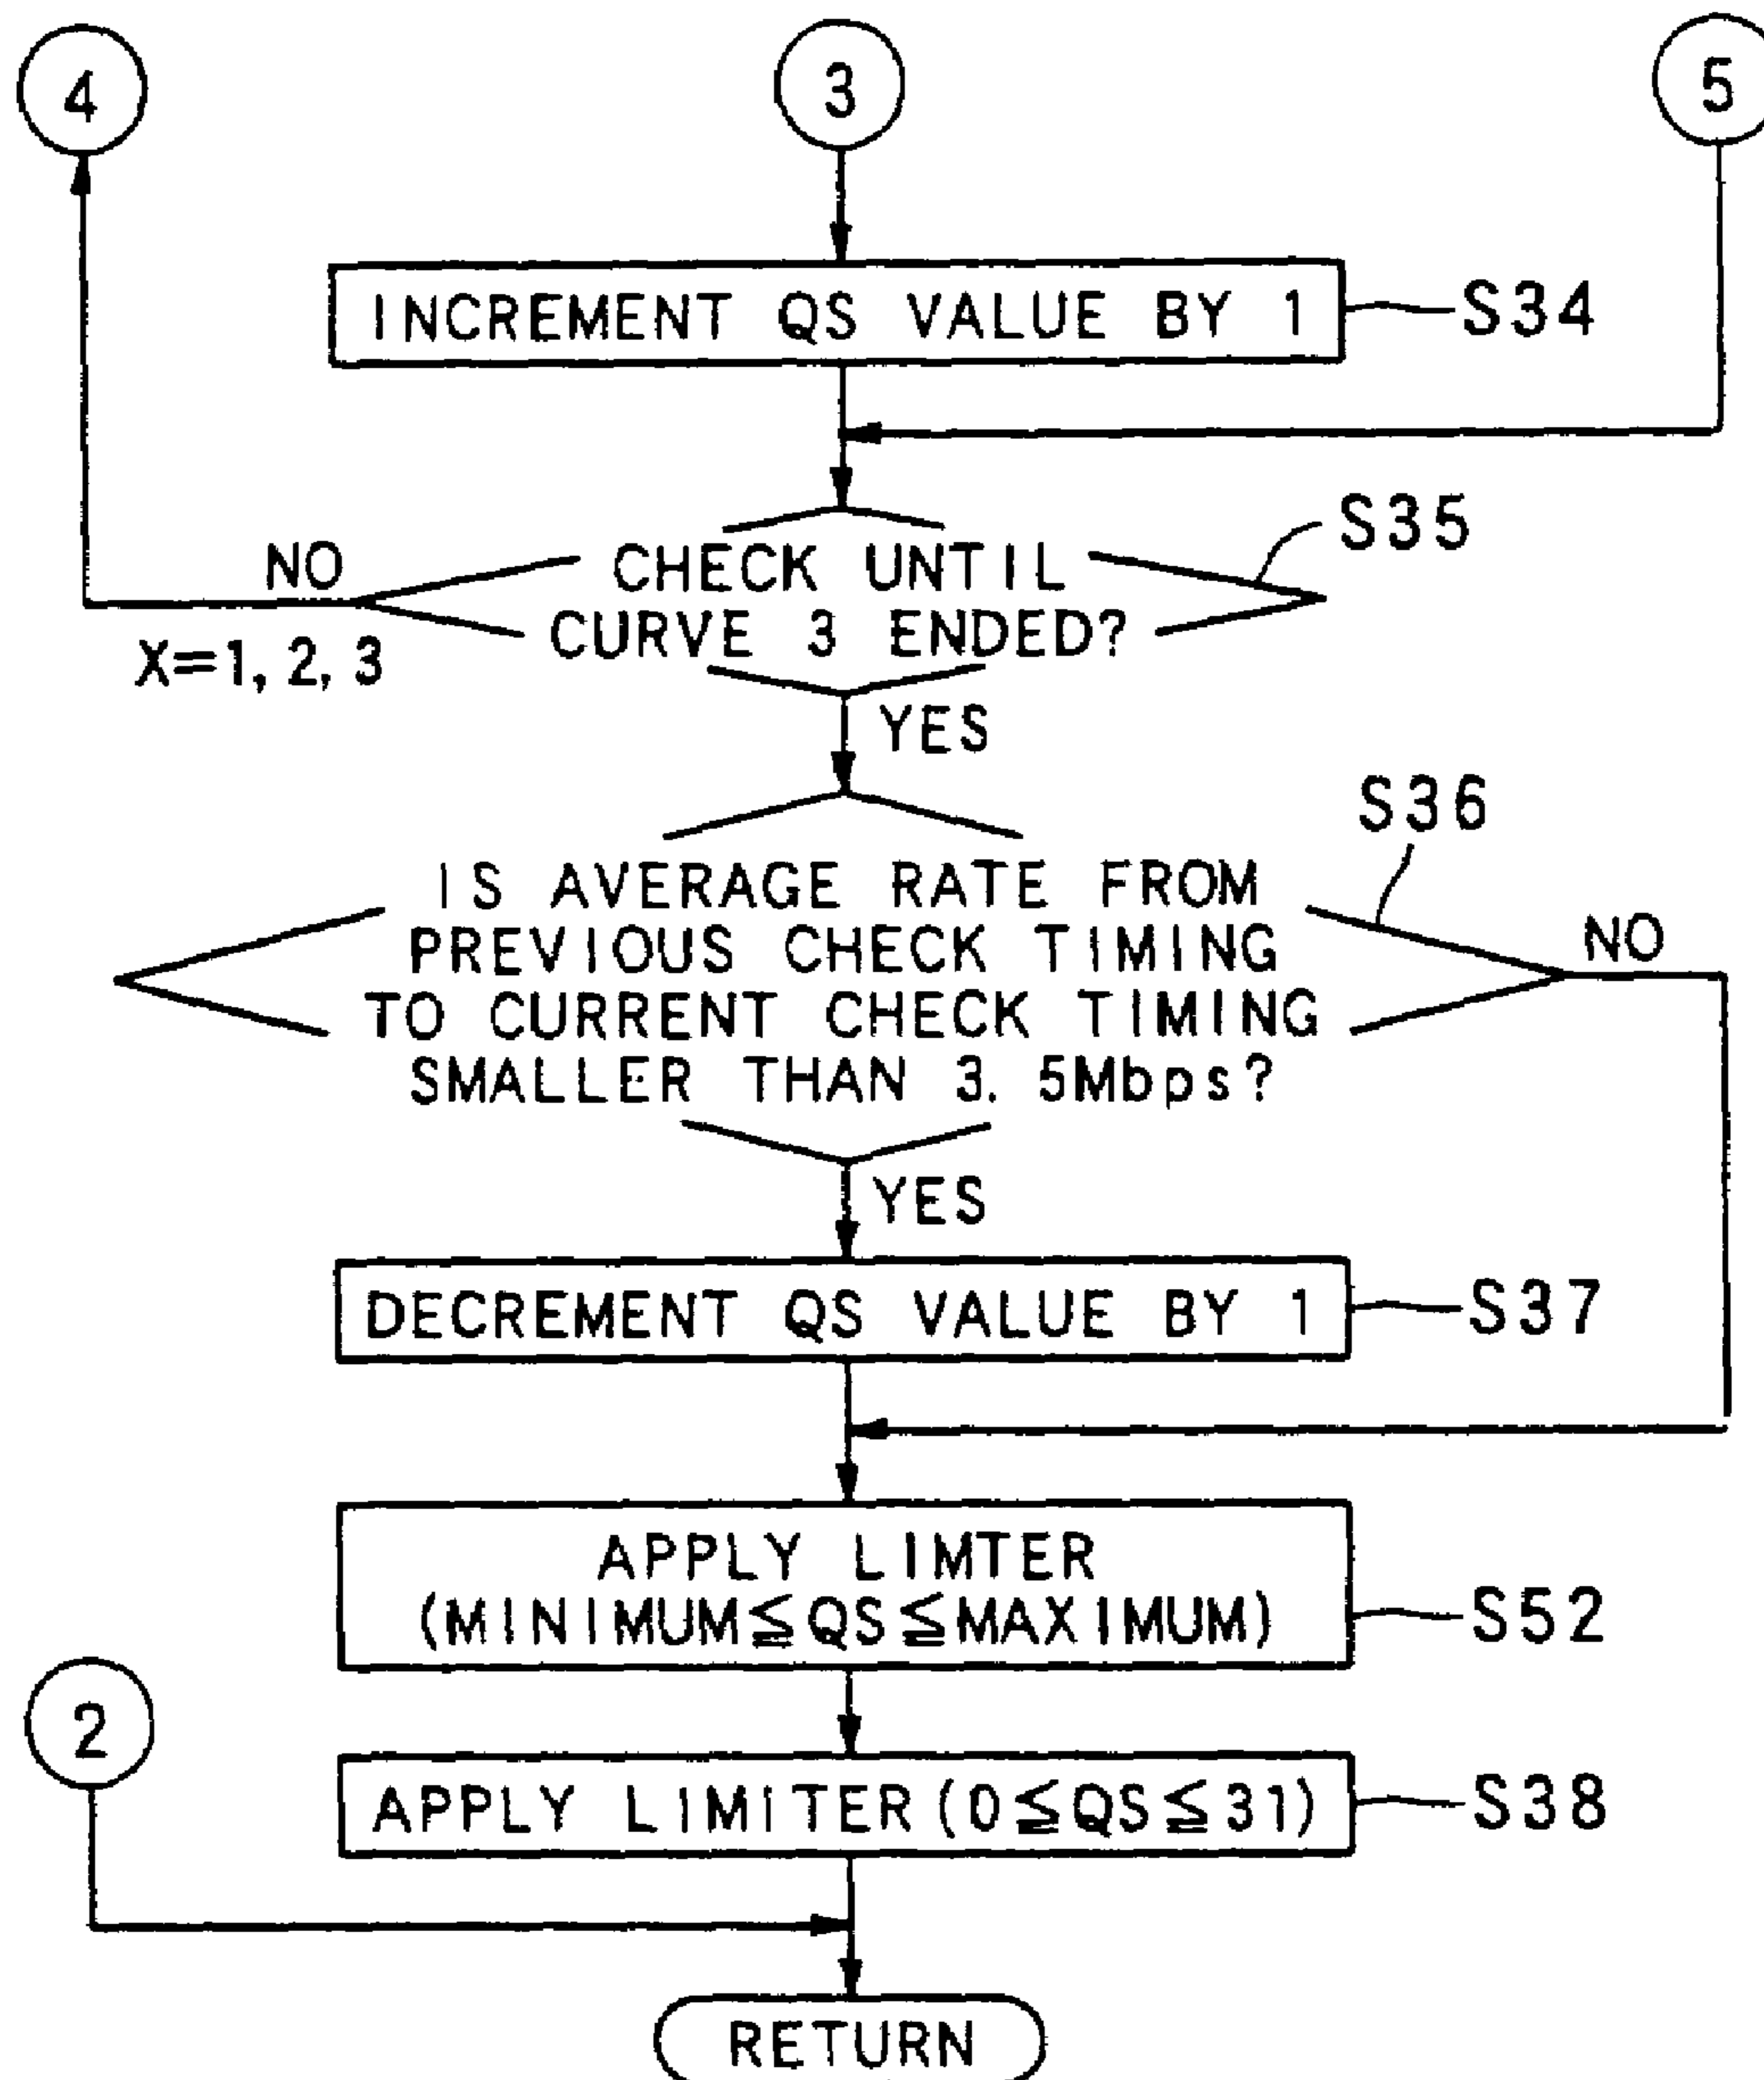 4
3
5
INCREMENT QS VALUE BY 1
S34
S35
NO
CHECK UNTIL
CURVE 3 ENDED?
X=1, 2, 3
YES
S36
IS AVERAGE RATE FROM
PREVIOUS CHECK TIMING
TO CURRENT CHECK TIMING
SMALLER THAN 3. 5Mbps?
NO
YES
DECREMENT QS VALUE BY 1
S37
APPLY LIMTER
(MINIMUM≦QS≦MAXIMUM)
S52
2
APPLY LIMITER (0≦QS≦31)
S38
RETURN